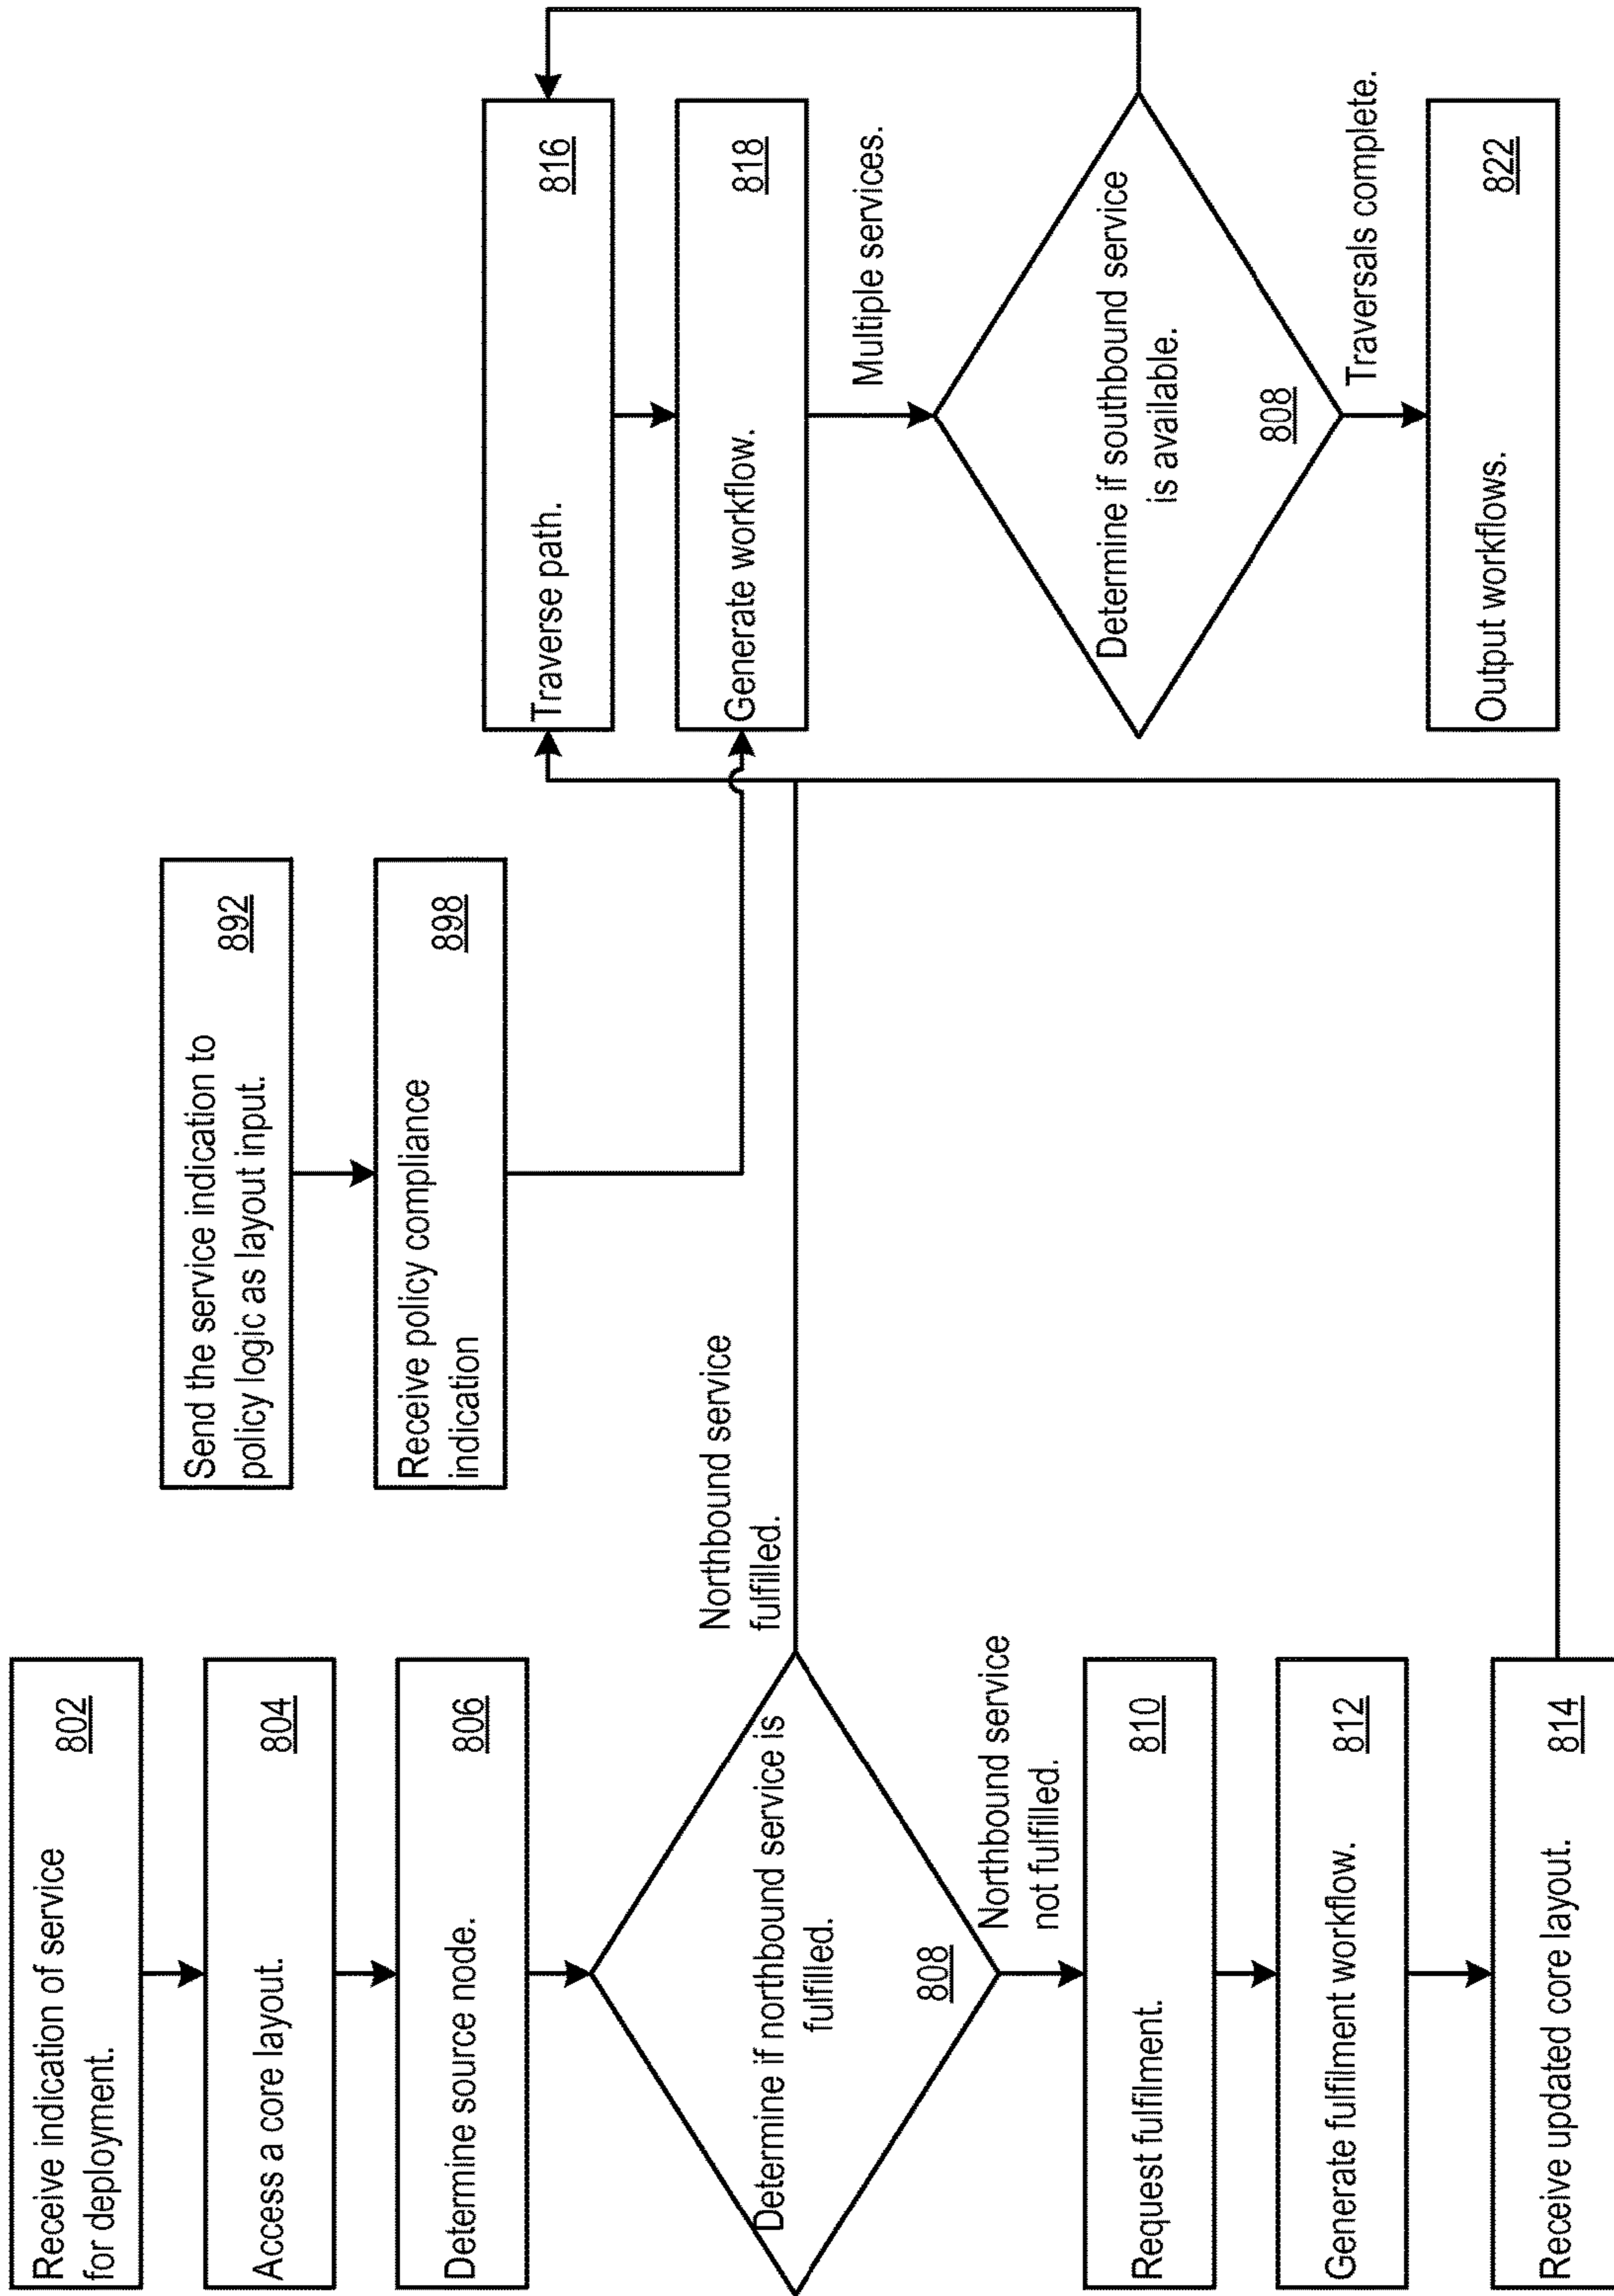 Receive indication of service
for deployment.
802
Access a core layout.
804
Determine source node.
806
Determine if northbound service is
fulfilled.
808
Northbound service
fulfilled.
Northbound service
not fulfilled.
Request fulfilment.
810
Generate fulfilment workflow.
812
Receive updated core layout.
814
Send the service indication to
policy logic as layout input.
892
Receive policy compliance
indication
898
Traverse path.
816
Generate workflow.
818
Multiple services.
Determine if southbound service
is available.
808
Traversals complete.
Output workflows.
822